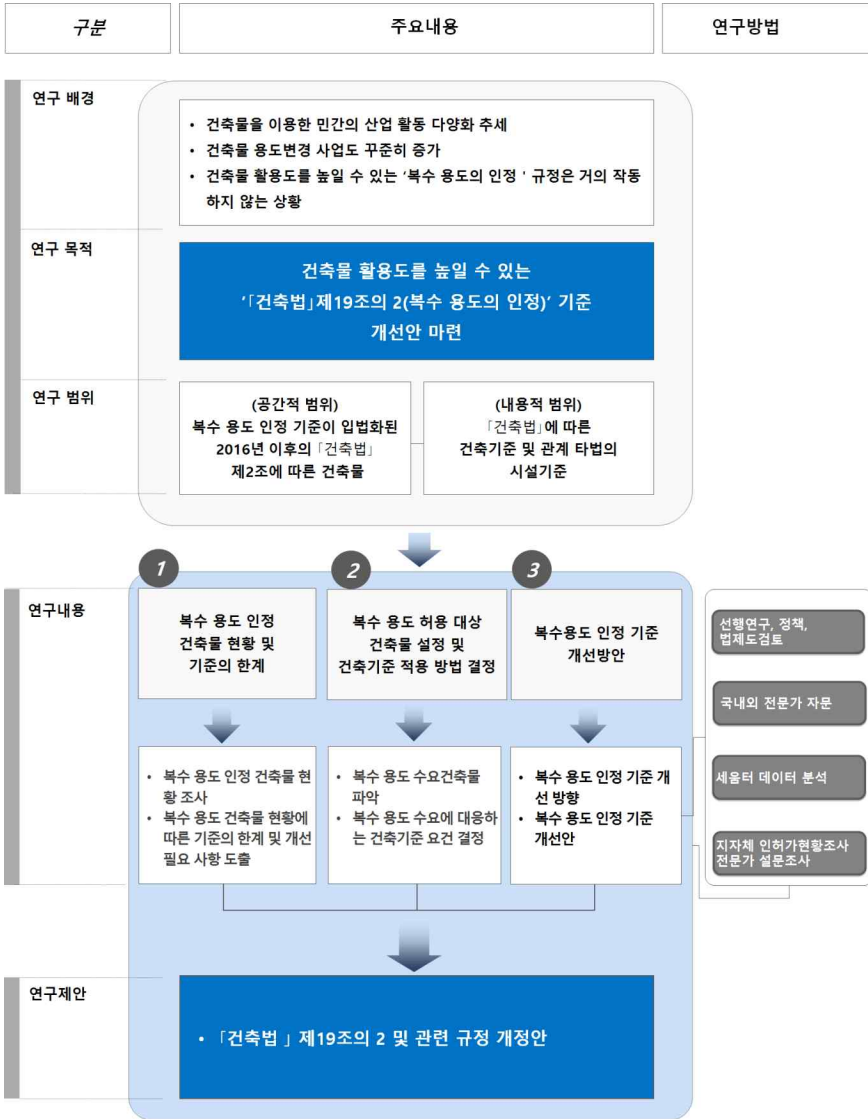 구분
주요내용
연구방법
연구 배경
• 건축물을 이용한 민간의 산업 활동 다양화 추세
• 건축물 용도변경 사업도 꾸준히 증가
• 건축물 활용도를 높일 수 있는 ‘복수 용도의 인정 ’ 규정은 거의 작동
하지 않는 상황
연구 목적
건축물 활용도를 높일 수 있는
‘「건축법」제19조의 2(복수 용도의 인정)’ 기준
개선안 마련
연구 범위
(공간적 범위)
복수 용도 인정 기준이 입법화된
2016년 이후의 「건축법」
제2조에 따른 건축물
(내용적 범위)
「건축법」에 따른
건축기준 및 관계 타법의
시설기준
연구내용
1
복수 용도 인정
건축물 현황 및
기준의 한계
2
복수 용도 허용 대상
건축물 설정 및
건축기준 적용 방법 결정
3
복수용도 인정 기준
개선방안
• 복수 용도 인정 건축물 현
황 조사
• 복수 용도 건축물 현황에
따른 기준의 한계 및 개선
필요 사항 도출
• 복수 용도 수요건축물
파악
• 복수 용도 수요에 대응하
는 건축기준 요건 결정
• 복수 용도 인정 기준 개
선 방향
• 복수 용도 인정 기준
개선안
선행연구, 정책,
법제도검토
국내외 전문가 자문
세움터 데이터 분석
지자체 인허가현황조사
전문가 설문조사
연구제안
• 「건축법 」제19조의 2 및 관련 규정 개정안